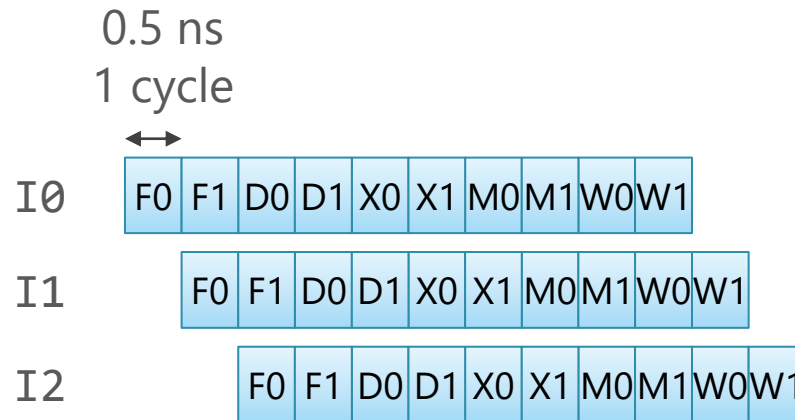 0.5 ns
1 cycle
I0 F0 F1 D0 D1 X0 X1 M0 M1 W0 W1
I1 F0 F1 D0 D1 X0 X1 M0 M1 W0 W1
I2 F0 F1 D0 D1 X0 X1 M0 M1 W0 W1